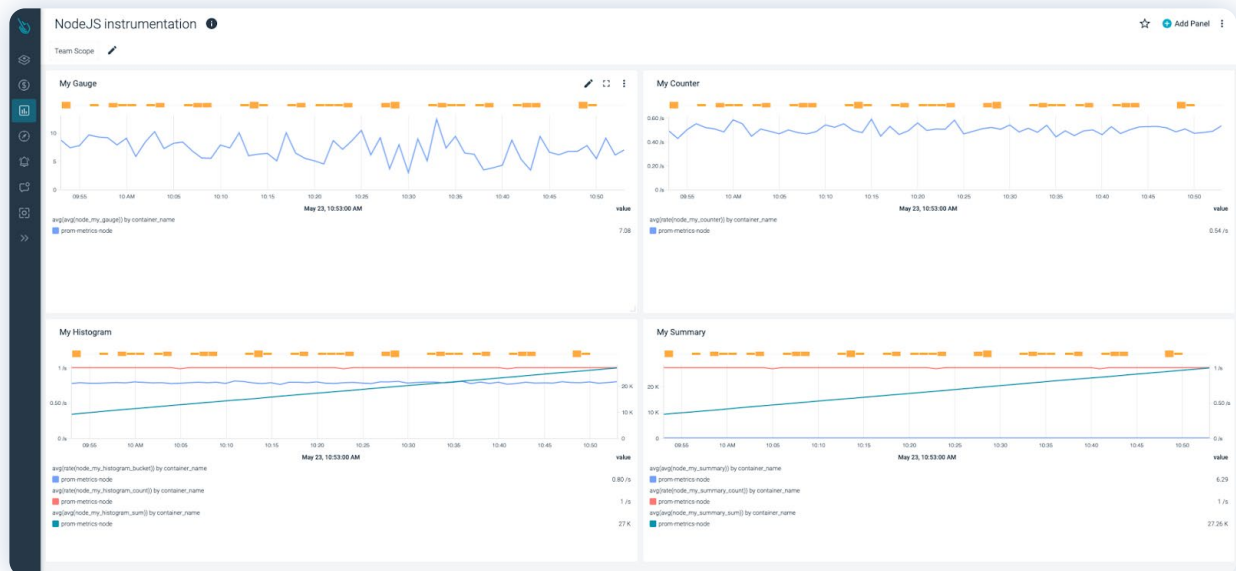 NodeJS instrumentation
Add Panel
Team Scope
My Gauge
10
5
0
09:55 10 AM 10:05 10:10 10:15 10:20 10:25 10:30 10:35 10:40 10:45 10:50
May 23, 10:53:00 AM value
avg(avg(node_my_gauge)) by container_name
prom-metrics-node 7.08
My Counter
0.60 /s
0.40 /s
0.20 /s
0 /s
09:55 10 AM 10:05 10:10 10:15 10:20 10:25 10:30 10:35 10:40 10:45 10:50
May 23, 10:53:00 AM value
avg(rate(node_my_counter)) by container_name
prom-metrics-node 0.54 /s
My Histogram
1 /s
20 K
0.50 /s
10 K
0 /s 0
09:55 10 AM 10:05 10:10 10:15 10:20 10:25 10:30 10:35 10:40 10:45 10:50
May 23, 10:53:00 AM value
avg(rate(node_my_histogram_bucket)) by container_name
prom-metrics-node 0.80 /s
avg(rate(node_my_histogram_count)) by container_name
prom-metrics-node 1 /s
avg(avg(node_my_histogram_sum)) by container_name
prom-metrics-node 27 K
My Summary
1 /s
20 K
0.50 /s
10 K
0 0 /s
09:55 10 AM 10:05 10:10 10:15 10:20 10:25 10:30 10:35 10:40 10:45 10:50
May 23, 10:53:00 AM value
avg(avg(node_my_summary)) by container_name
prom-metrics-node 6.29
avg(rate(node_my_summary_count)) by container_name
prom-metrics-node 1 /s
avg(avg(node_my_summary_sum)) by container_name
prom-metrics-node 27.26 K